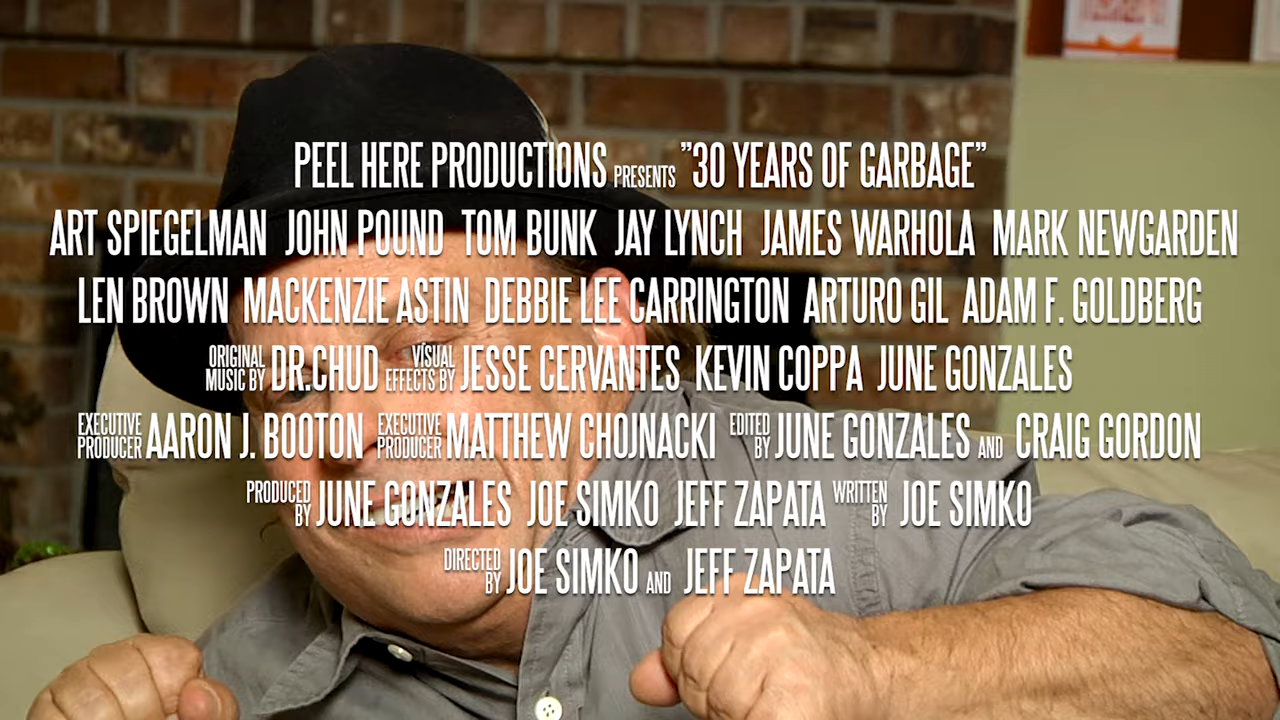 PEEL HERE PRODUCTIONS PRESENTS "30 YEARS OF GARBAGE"
ART SPIEGELMAN JOHN POUND TOM BUNK JAY LYNCH JAMES WARHOLA MARK NEWGARDEN
LEN BROWN MACKENZIE ASTIN DEBBIE LEE CARRINGTON ARTURO GIL ADAM F. GOLDBERG
ORIGINAL MUSIC BY DR.CHUD VISUAL EFFECTS BY JESSE CERVANTES KEVIN COPPA JUNE GONZALES
EXECUTIVE PRODUCER AARON J. BOOTON EXECUTIVE PRODUCER MATTHEW CHOJNACKI EDITED BY JUNE GONZALES AND CRAIG GORDON
PRODUCED BY JUNE GONZALES JOE SIMKO JEFF ZAPATA WRITTEN BY JOE SIMKO
DIRECTED BY JOE SIMKO AND JEFF ZAPATA